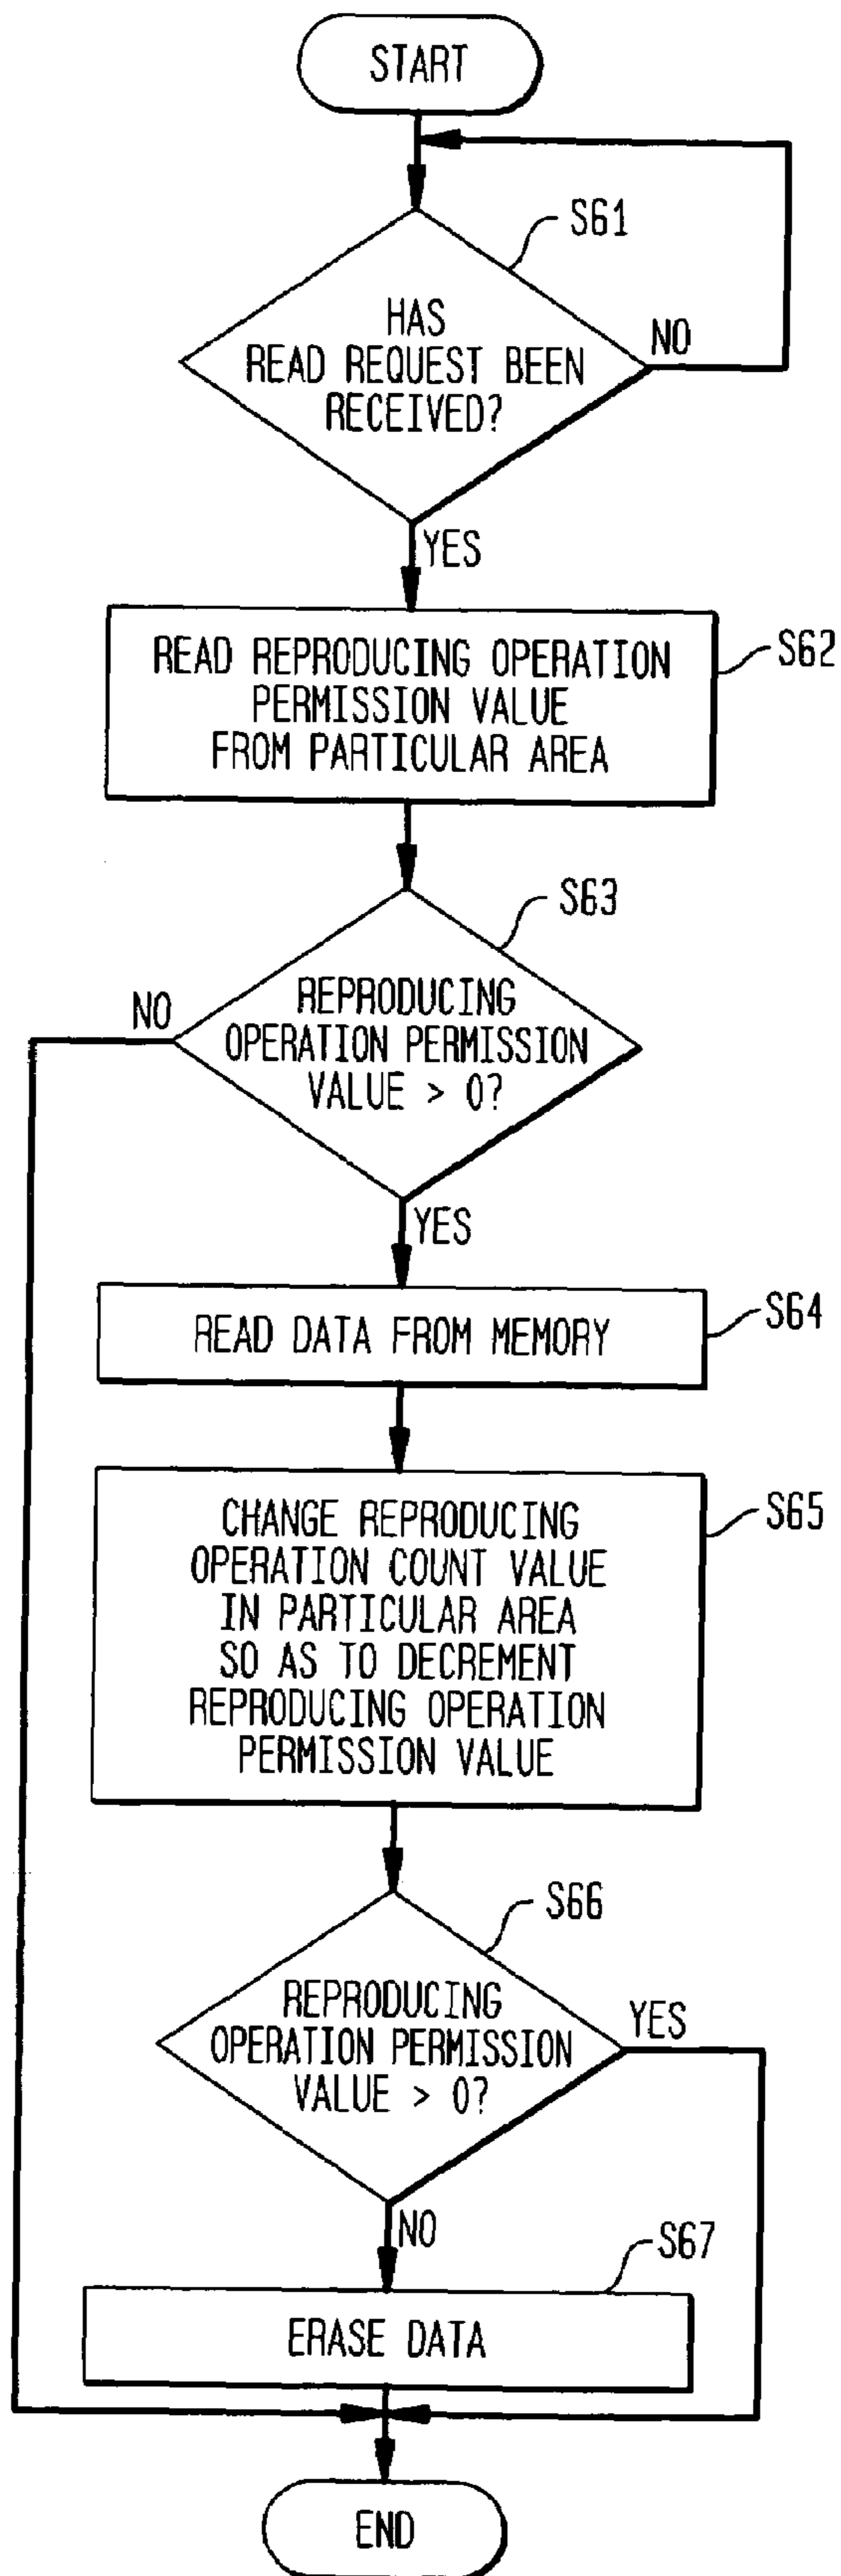 START
S61
HAS
READ REQUEST BEEN
RECEIVED?
NO
YES
S62
READ REPRODUCING OPERATION
PERMISSION VALUE
FROM PARTICULAR AREA
S63
NO
REPRODUCING
OPERATION PERMISSION
VALUE > 0?
YES
S64
READ DATA FROM MEMORY
S65
CHANGE REPRODUCING
OPERATION COUNT VALUE
IN PARTICULAR AREA
SO AS TO DECREMENT
REPRODUCING OPERATION
PERMISSION VALUE
S66
REPRODUCING
OPERATION PERMISSION
VALUE > 0?
YES
NO
S67
ERASE DATA
END